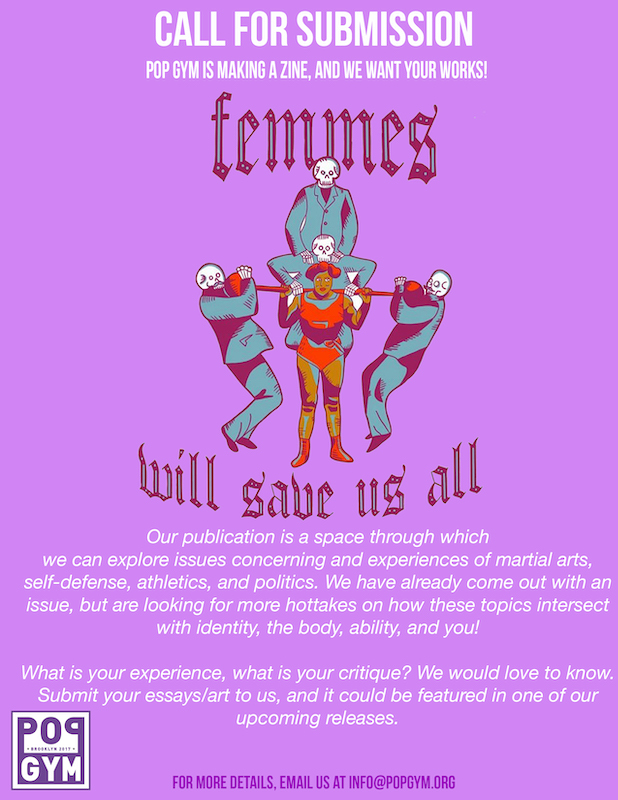 CALL FOR SUBMISSION
POP GYM IS MAKING A ZINE, AND WE WANT YOUR WORKS!
femmes
will save us all
Our publication is a space through which
we can explore issues concerning and experiences of martial arts,
self-defense, athletics, and politics. We have already come out with an
issue, but are looking for more hottakes on how these topics intersect
with identity, the body, ability, and you!
What is your experience, what is your critique? We would love to know.
Submit your essays/art to us, and it could be featured in one of our
upcoming releases.
POP
• BROOKLYN 2017 •
GYM
FOR MORE DETAILS, EMAIL US AT INFO@POPGYM.ORG